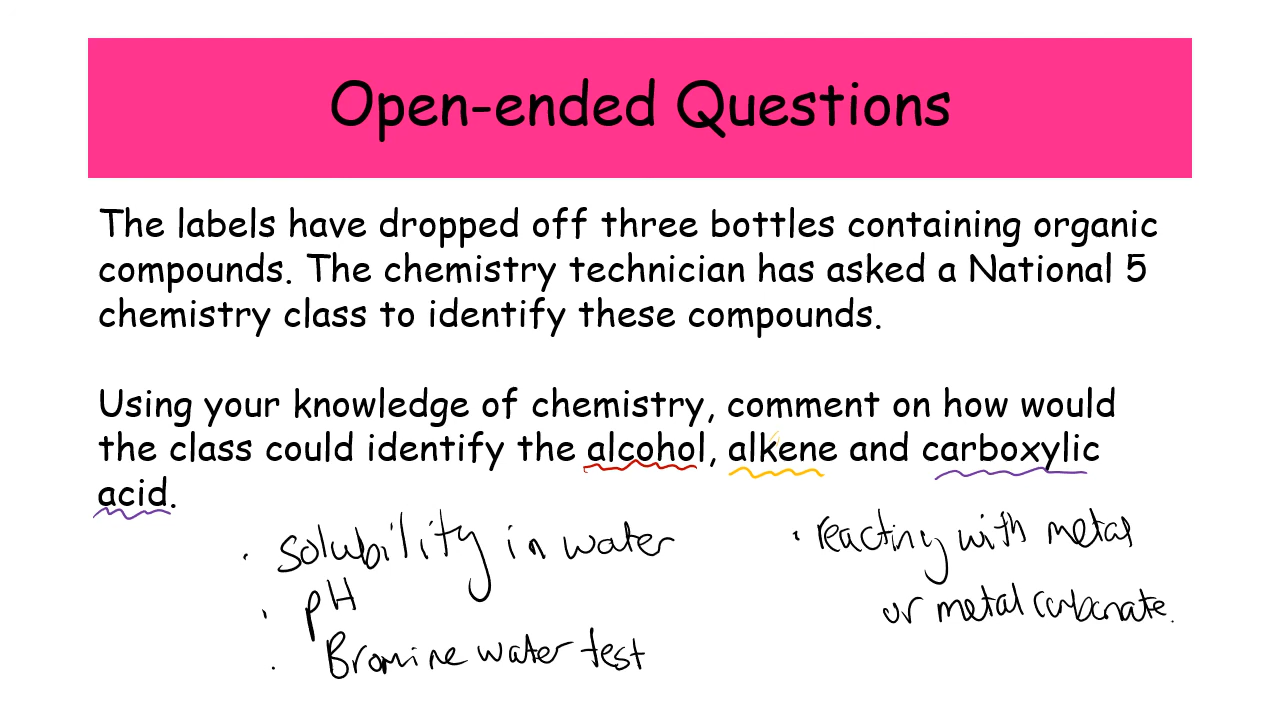 Open-ended Questions
The labels have dropped off three bottles containing organic
compounds. The chemistry technician has asked a National 5
chemistry class to identify these compounds.
Using your knowledge of chemistry, comment on how would
the class could identify the alcohol, alkene and carboxylic
acid.
· solubility in water
· pH
· Bromine water test
· reacting with metal
or metal carbonate.